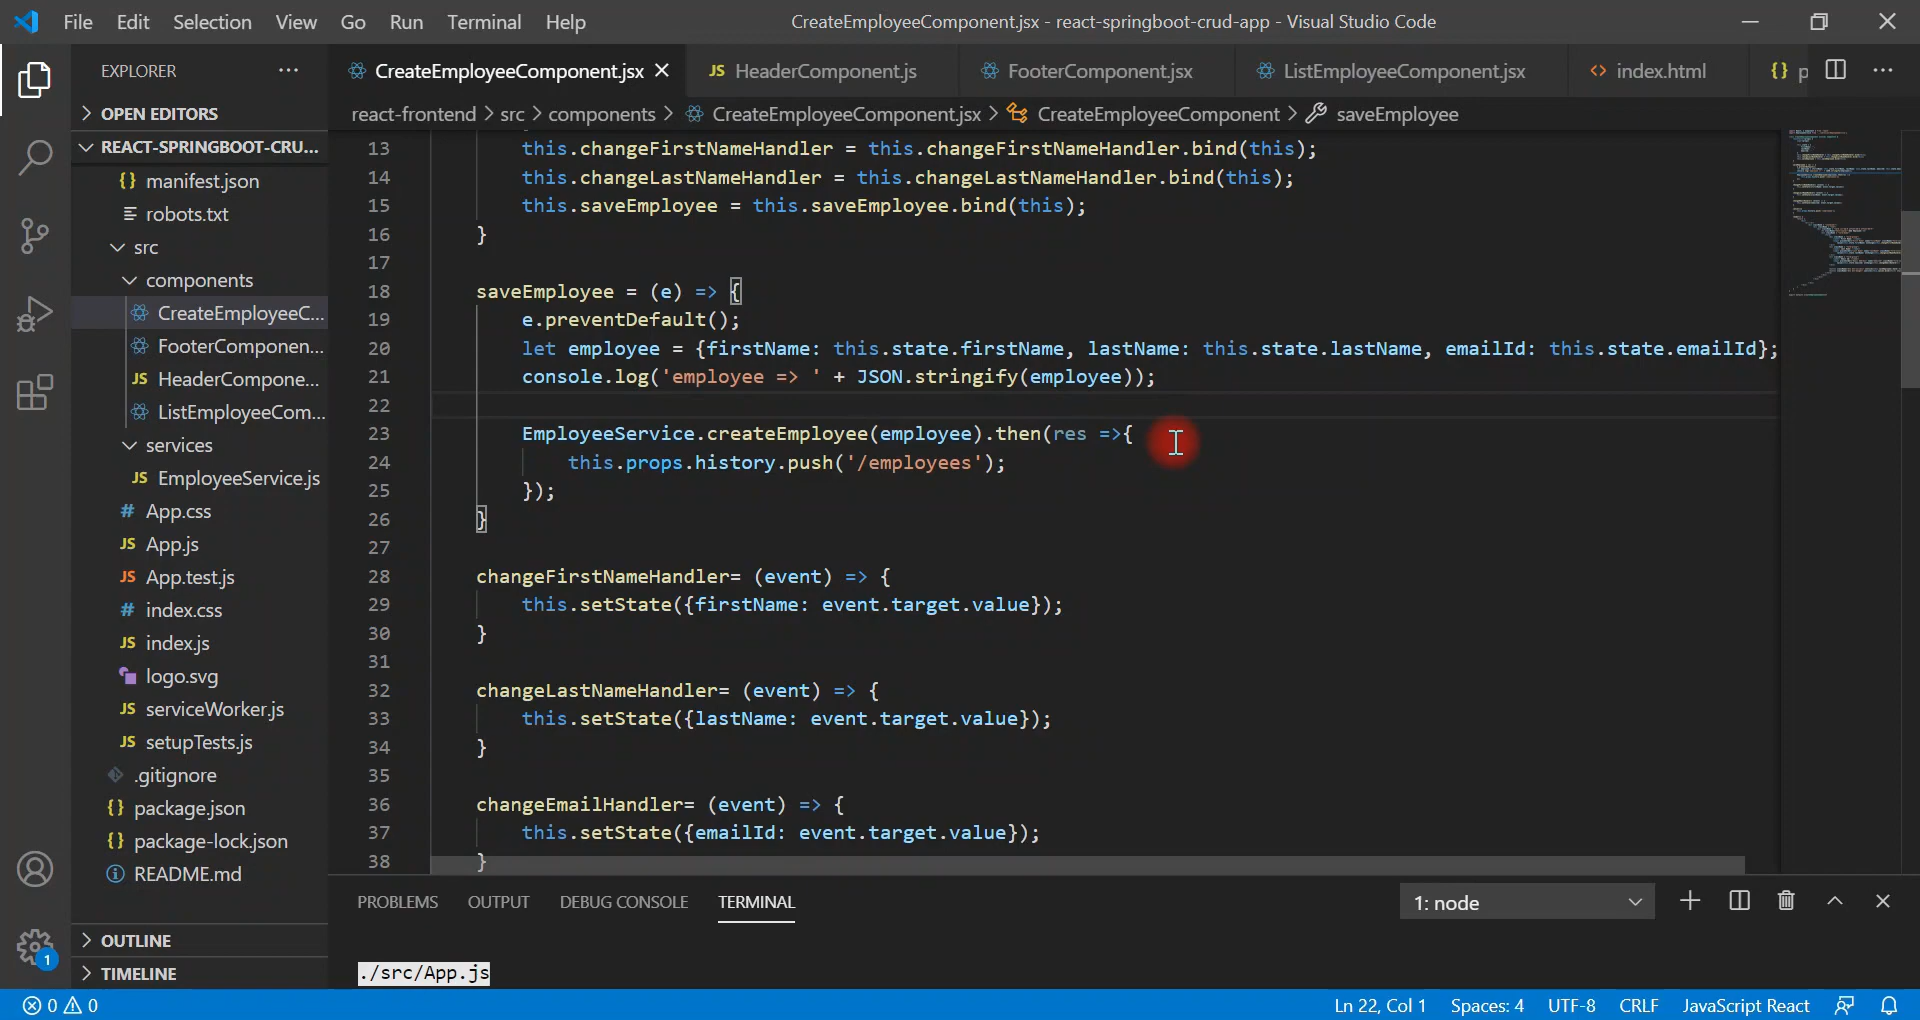 File Edit Selection View Go Run Terminal Help
CreateEmployeeComponent.jsx - react-springboot-crud-app - Visual Studio Code
EXPLORER
CreateEmployeeComponent.jsx
JS HeaderComponent.js
FooterComponent.jsx
ListEmployeeComponent.jsx
<> index.html
{} p
react-frontend > src > components > CreateEmployeeComponent.jsx > CreateEmployeeComponent > saveEmployee
OPEN EDITORS
REACT-SPRINGBOOT-CRU...
{} manifest.json
robots.txt
src
components
CreateEmployeeC...
FooterComponen...
JS HeaderCompone...
ListEmployeeCom...
services
JS EmployeeService.js
# App.css
JS App.js
JS App.test.js
# index.css
JS index.js
logo.svg
JS serviceWorker.js
JS setupTests.js
.gitignore
{} package.json
{} package-lock.json
README.md
OUTLINE
TIMELINE
1
13 this.changeFirstNameHandler = this.changeFirstNameHandler.bind(this);
14 this.changeLastNameHandler = this.changeLastNameHandler.bind(this);
15 this.saveEmployee = this.saveEmployee.bind(this);
16 }
17
18 saveEmployee = (e) => {
19 e.preventDefault();
20 let employee = {firstName: this.state.firstName, lastName: this.state.lastName, emailId: this.state.emailId};
21 console.log('employee => ' + JSON.stringify(employee));
22
23 EmployeeService.createEmployee(employee).then(res =>{
24 this.props.history.push('/employees');
25 });
26 }
27
28 changeFirstNameHandler= (event) => {
29 this.setState({firstName: event.target.value});
30 }
31
32 changeLastNameHandler= (event) => {
33 this.setState({lastName: event.target.value});
34 }
35
36 changeEmailHandler= (event) => {
37 this.setState({emailId: event.target.value});
38 }
PROBLEMS OUTPUT DEBUG CONSOLE TERMINAL
1: node
./src/App.js
0 0
Ln 22, Col 1 Spaces: 4 UTF-8 CRLF JavaScript React